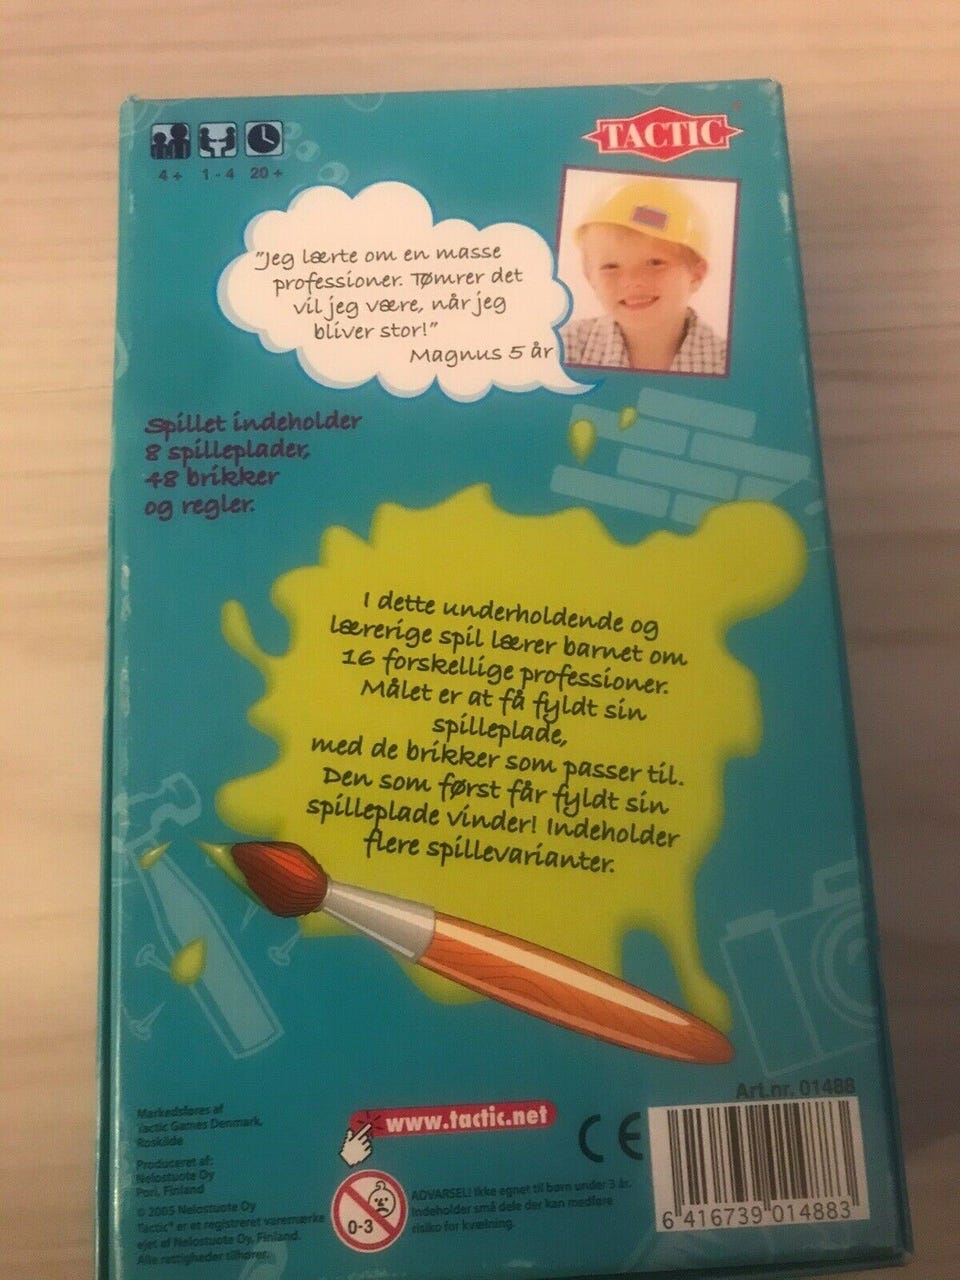 4+ 1-4 20+
TACTIC
"Jeg lærte om en masse
professioner. Tømrer det
vil jeg være, når jeg
bliver stor!"
Magnus 5 år
Spillet indeholder
8 spilleplader,
48 brikker
og regler.
I dette underholdende og
lærerige spil lærer barnet om
16 forskellige professioner.
Målet er at få fyldt sin
spilleplade,
med de brikker som passer til.
Den som først får fyldt sin
spilleplade vinder! Indeholder
flere spillevarianter.
Markedsføres af
Tactic Games Denmark,
Roskilde
Produceret af:
Nelostuote Oy
Pori, Finland
© 2005 Nelostuote Oy
Tactic® er et registreret varemærke
ejet af Nelostuote Oy, Finland.
Alle rettigheder tilhører.
www.tactic.net
0-3
ADVARSEL! Ikke egnet til børn under 3 år.
Indeholder små dele der kan medføre
risiko for kvælning.
CE
Art.nr. 01488
6 416739 014883